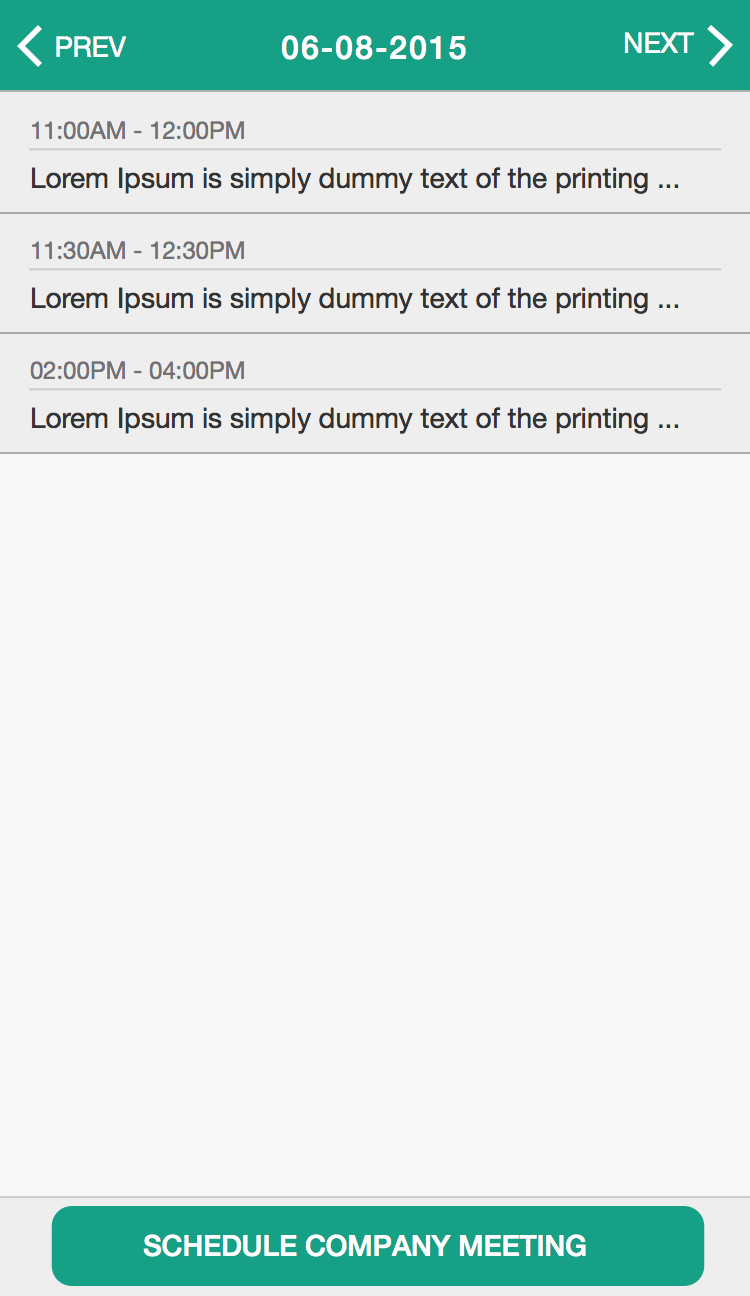 PREV 06-08-2015 NEXT
11:00AM - 12:00PM
Lorem Ipsum is simply dummy text of the printing ...
11:30AM - 12:30PM
Lorem Ipsum is simply dummy text of the printing ...
02:00PM - 04:00PM
Lorem Ipsum is simply dummy text of the printing ...
SCHEDULE COMPANY MEETING